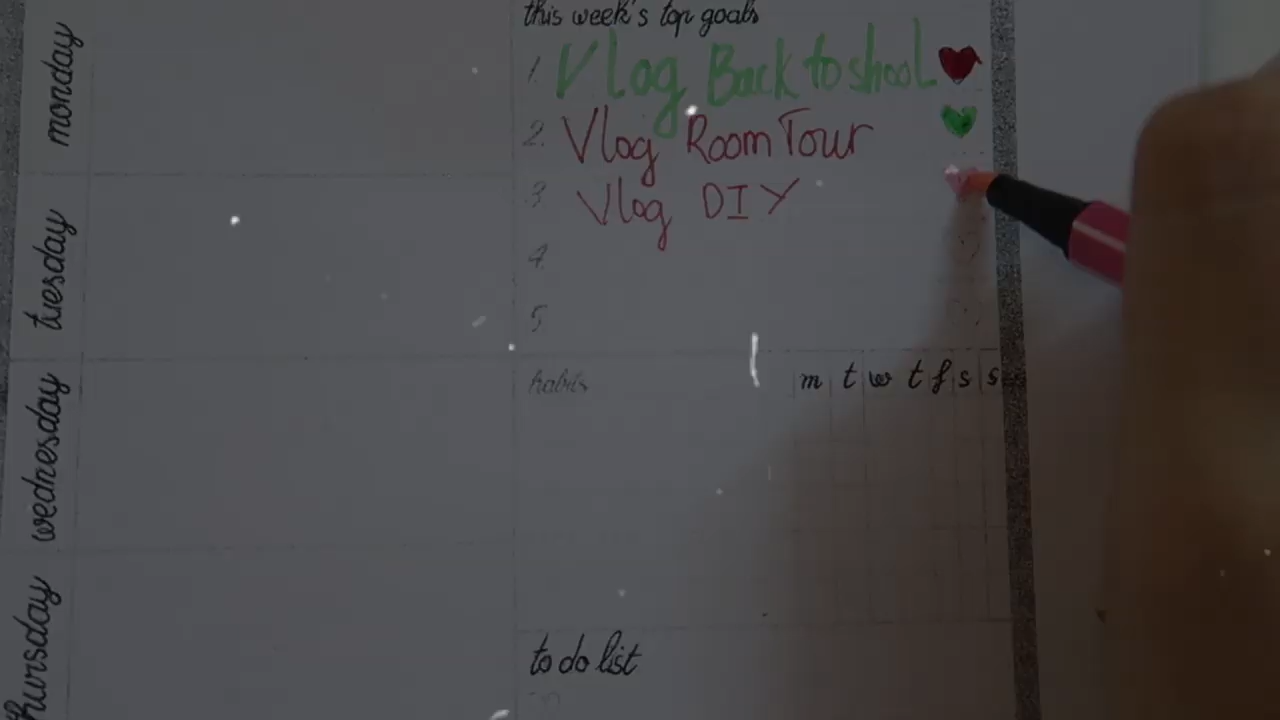 this week's top goals
1. Vlog Back to shool
2. Vlog Room Tour
3. Vlog DIY
4.
5.
habits
m t w t f s s
to do list
monday
tuesday
wednesday
thursday